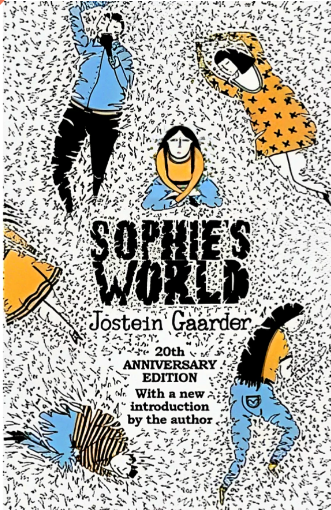 SOPHIE'S
WORLD
Jostein Gaarder
20th
ANNIVERSARY
EDITION
With a new
introduction
by the author